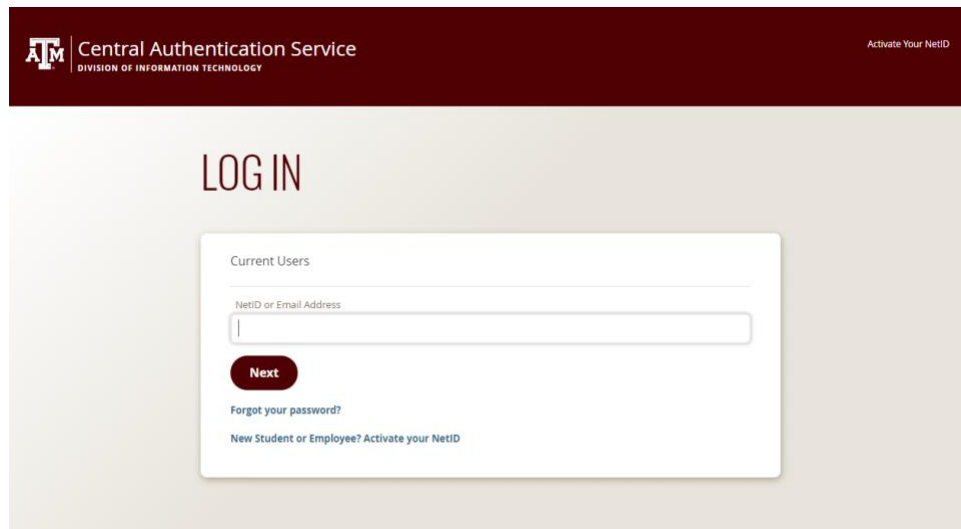 ĀTM Central Authentication Service
DIVISION OF INFORMATION TECHNOLOGY
Activate Your NetID
LOG IN
Current Users
NetID or Email Address
Next
Forgot your password?
New Student or Employee? Activate your NetID